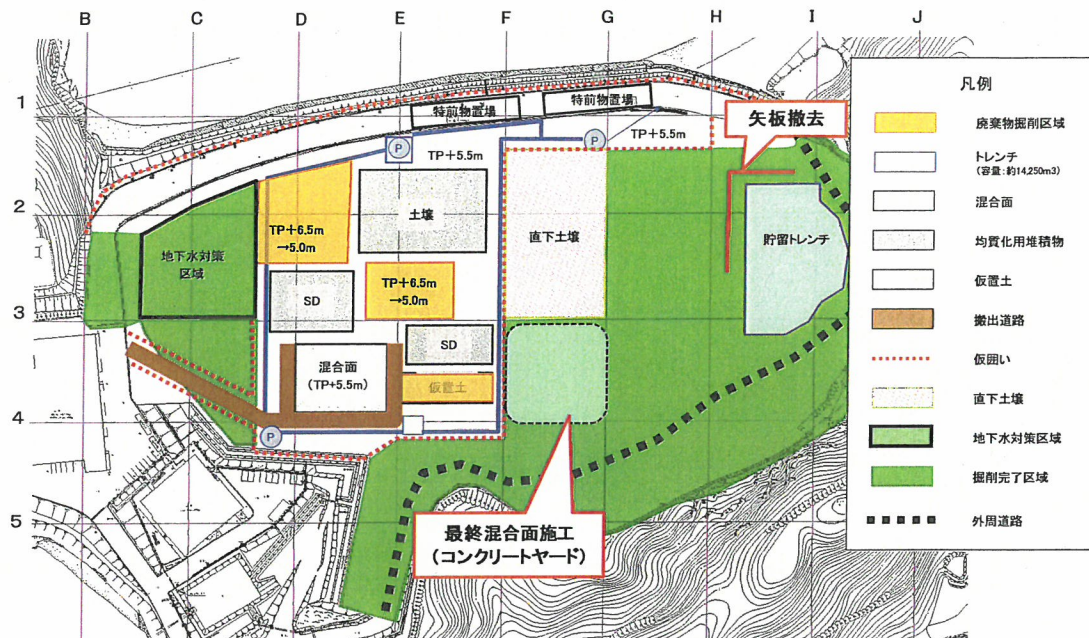 B C D E F G H I J
1
2
3
4
5
特前物置場
特前物置場
矢板撤去
TP+5.5m
TP+5.5m
P
P
土壌
TP+6.5m
→5.0m
直下土壌
貯留トレンチ
地下水対策
区域
TP+6.5m
→5.0m
SD
SD
混合面
(TP+5.5m)
仮置土
P
最終混合面施工
(コンクリートヤード)
凡例
廃棄物掘削区域
トレンチ
(容量:約14,250m3)
混合面
均質化用堆積物
仮置土
搬出道路
仮囲い
直下土壌
地下水対策区域
掘削完了区域
外周道路